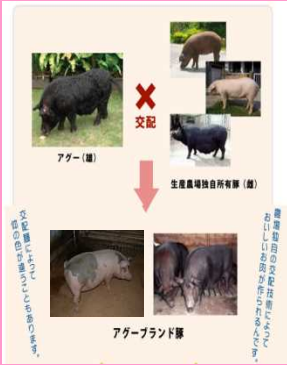 交配
アグー（雄）
生産農場独自所有豚（雌）
農場独自の交配技術によって
おいしいお肉が作られるんです。
交配種によって
位の色が違うこともあります。
アグーブランド豚